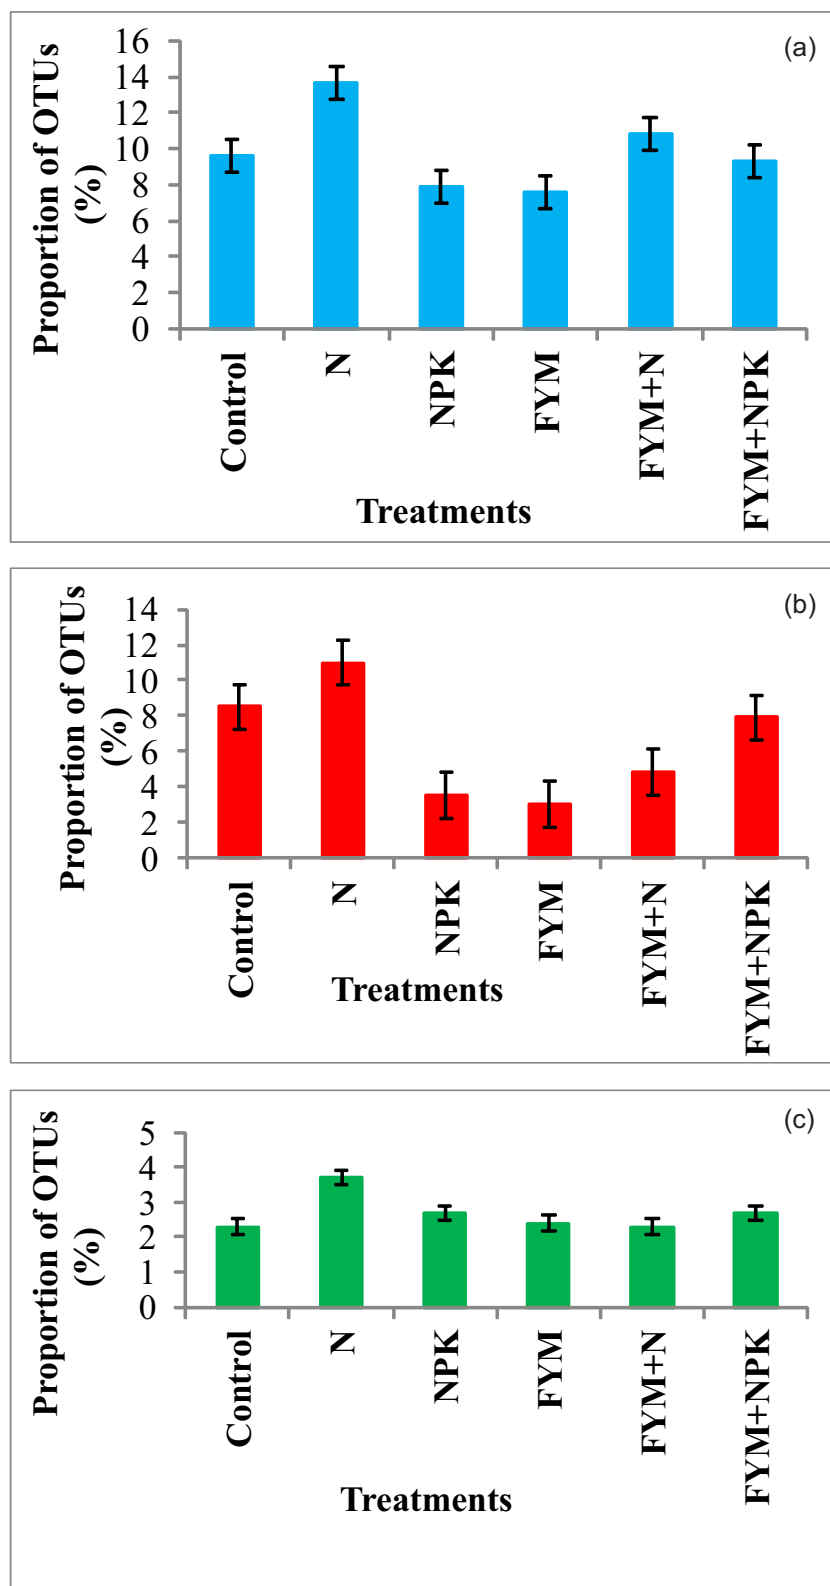 (a)
Proportion of OTUs
(%)
16
14
12
10
8
6
4
2
0
Control
N
NPK
FYM
FYM+N
FYM+NPK
Treatments
(b)
Proportion of OTUs
(%)
14
12
10
8
6
4
2
0
Control
N
NPK
FYM
FYM+N
FYM+NPK
Treatments
(c)
Proportion of OTUs
(%)
5
4
3
2
1
0
Control
N
NPK
FYM
FYM+N
FYM+NPK
Treatments